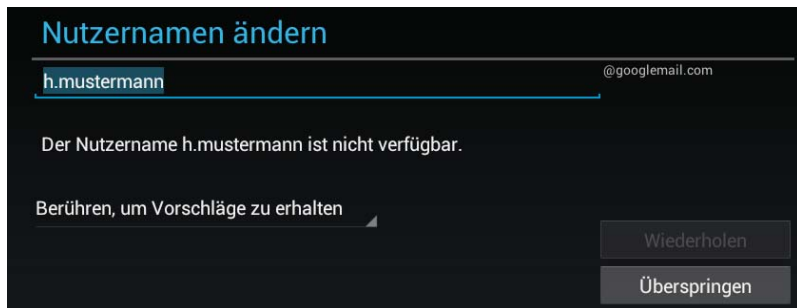 Nutzernamen ändern
h.mustermann
@googlemail.com
Der Nutzername h.mustermann ist nicht verfügbar.
Berühren, um Vorschläge zu erhalten
Wiederholen
Überspringen